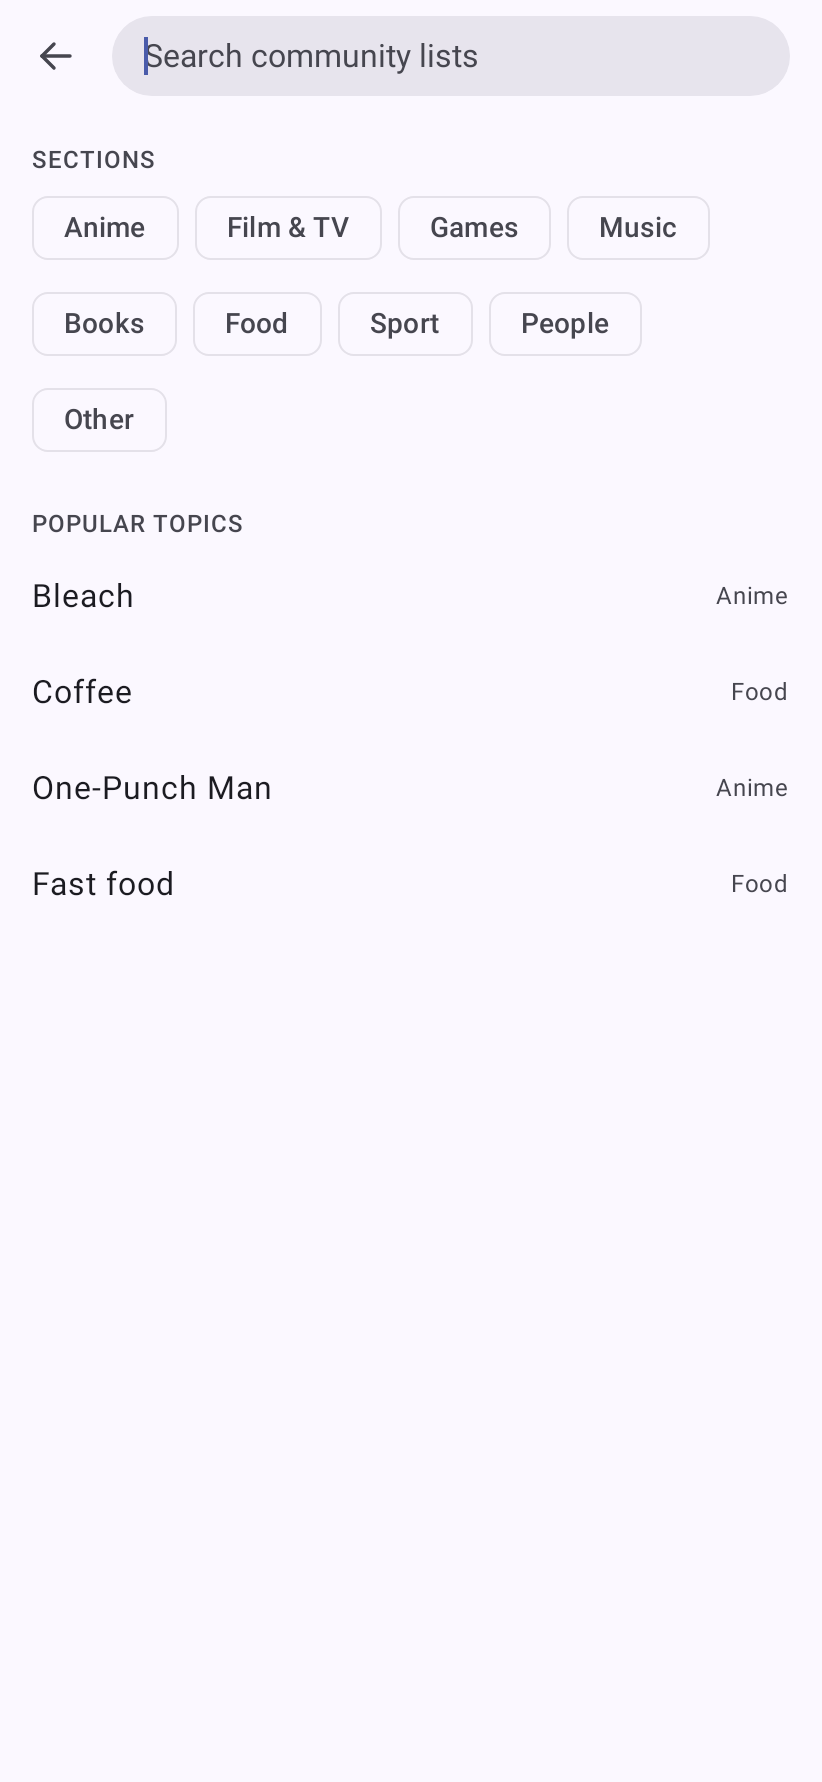 Search community lists
SECTIONS
Anime Film & TV Games Music
Books Food Sport People
Other
POPULAR TOPICS
Bleach Anime
Coffee Food
One-Punch Man Anime
Fast food Food